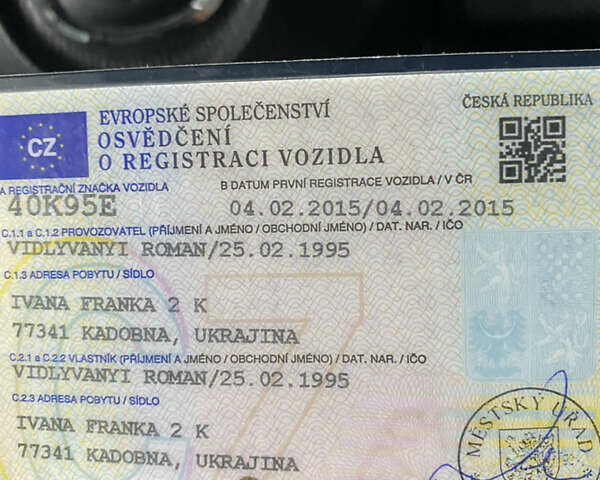 EVROPSKÉ SPOLEČENSTVÍ
ČESKÁ REPUBLIKA
CZ
OSVĚDČENÍ
O REGISTRACI VOZIDLA
A REGISTRAČNÍ ZNAČKA VOZIDLA B DATUM PRVNÍ REGISTRACE VOZIDLA / V ČR
40K95E 04.02.2015/04.02.2015
C.1.1 a C.1.2 PROVOZOVATEL (PŘÍJMENÍ A JMÉNO / OBCHODNÍ JMÉNO) / DAT. NAR. / IČO
VIDLYVANYI ROMAN/25.02.1995
C.1.3 ADRESA POBYTU / SÍDLO
IVANA FRANKA 2 K
77341 KADOBNA, UKRAJINA
C.2.1 a C.2.2 VLASTNÍK (PŘÍJMENÍ A JMÉNO / OBCHODNÍ JMÉNO) / DAT. NAR. / IČO
VIDLYVANYI ROMAN/25.02.1995
C.2.3 ADRESA POBYTU / SÍDLO
IVANA FRANKA 2 K
77341 KADOBNA, UKRAJINA
MĚSTSKÝ ÚŘAD